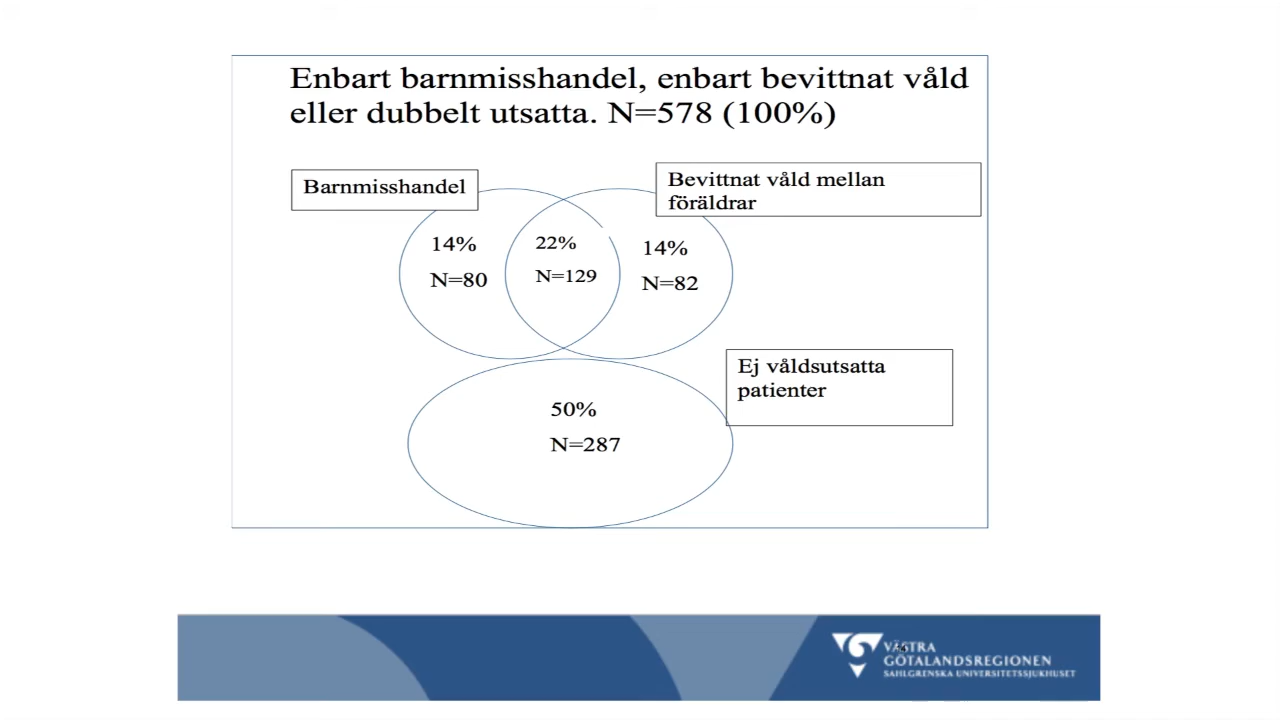 Enbart barnmisshandel, enbart bevittnat våld
eller dubbelt utsatta. N=578 (100%)
Barnmisshandel
Bevittnat våld mellan
föräldrar
14%
N=80
22%
N=129
14%
N=82
Ej våldsutsatta
patienter
50%
N=287
VÄSTRA
GÖTALANDSREGIONEN
SAHLGRENSKA UNIVERSITETSSJUKHUSET